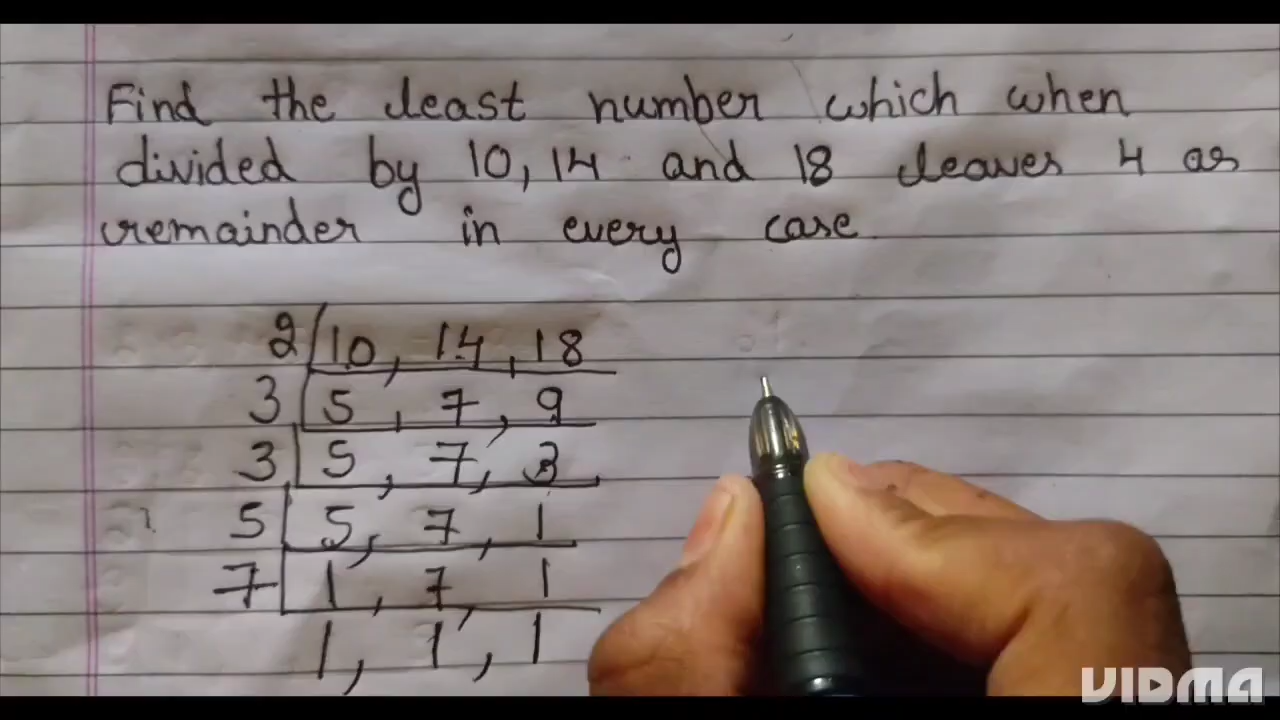 Find the least number which when
divided by 10, 14 and 18 leaves 4 as
remainder in every case
2 10, 14, 18
3 5, 7, 9
3 5, 7, 3
5 5, 7, 1
7 1, 7, 1
1, 1, 1
VIDMA